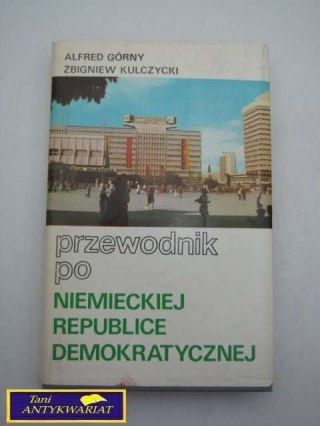 ALFRED GÓRNY
ZBIGNIEW KULCZYCKI
przewodnik
po
NIEMIECKIEJ
REPUBLICE
DEMOKRATYCZNEJ
Tani
ANTYKWARIAT